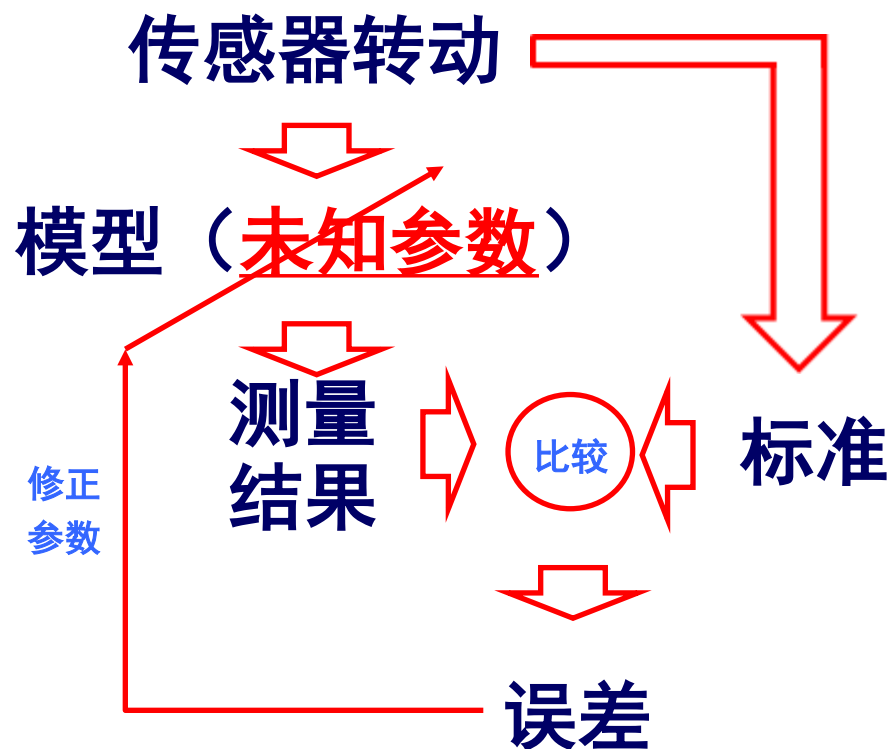 传感器转动
模型（未知参数）
测量
结果
比较
标准
修正
参数
误差